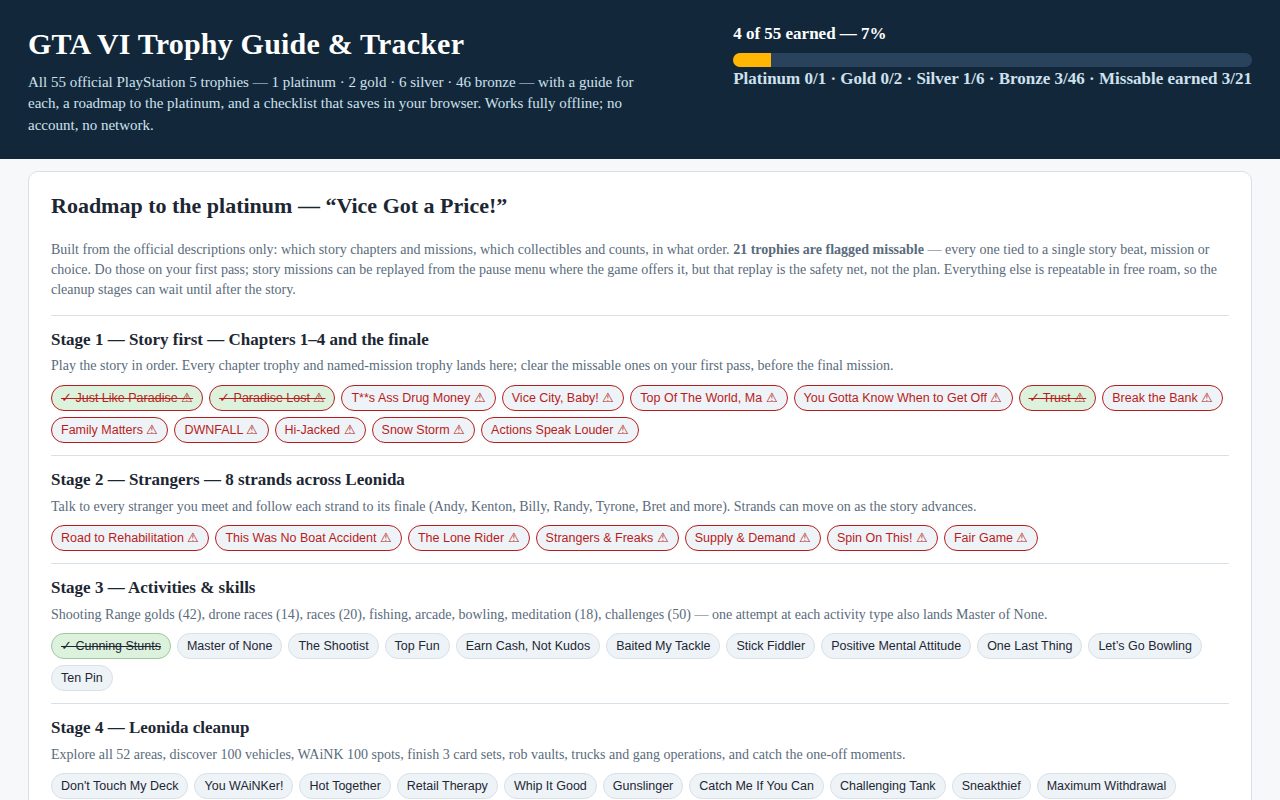 GTA VI Trophy Guide & Tracker
All 55 official PlayStation 5 trophies — 1 platinum · 2 gold · 6 silver · 46 bronze — with a guide for
each, a roadmap to the platinum, and a checklist that saves in your browser. Works fully offline; no
account, no network.
4 of 55 earned — 7%
Platinum 0/1 · Gold 0/2 · Silver 1/6 · Bronze 3/46 · Missable earned 3/21
Roadmap to the platinum — “Vice Got a Price!”
Built from the official descriptions only: which story chapters and missions, which collectibles and counts, in what order. 21 trophies are flagged missable — every one tied to a single story beat, mission or
choice. Do those on your first pass; story missions can be replayed from the pause menu where the game offers it, but that replay is the safety net, not the plan. Everything else is repeatable in free roam, so the
cleanup stages can wait until after the story.
Stage 1 — Story first — Chapters 1–4 and the finale
Play the story in order. Every chapter trophy and named-mission trophy lands here; clear the missable ones on your first pass, before the final mission.
✓ Just Like Paradise ⚠ ✓ Paradise Lost ⚠ T**s Ass Drug Money ⚠ Vice City, Baby! ⚠ Top Of The World, Ma ⚠ You Gotta Know When to Get Off ⚠ ✓ Trust ⚠ Break the Bank ⚠
Family Matters ⚠ DWNFALL ⚠ Hi-Jacked ⚠ Snow Storm ⚠ Actions Speak Louder ⚠
Stage 2 — Strangers — 8 strands across Leonida
Talk to every stranger you meet and follow each strand to its finale (Andy, Kenton, Billy, Randy, Tyrone, Bret and more). Strands can move on as the story advances.
Road to Rehabilitation ⚠ This Was No Boat Accident ⚠ The Lone Rider ⚠ Strangers & Freaks ⚠ Supply & Demand ⚠ Spin On This! ⚠ Fair Game ⚠
Stage 3 — Activities & skills
Shooting Range golds (42), drone races (14), races (20), fishing, arcade, bowling, meditation (18), challenges (50) — one attempt at each activity type also lands Master of None.
✓ Cunning Stunts Master of None The Shootist Top Fun Earn Cash, Not Kudos Baited My Tackle Stick Fiddler Positive Mental Attitude One Last Thing Let’s Go Bowling
Ten Pin
Stage 4 — Leonida cleanup
Explore all 52 areas, discover 100 vehicles, WAiNK 100 spots, finish 3 card sets, rob vaults, trucks and gang operations, and catch the one-off moments.
Don't Touch My Deck You WAiNKer! Hot Together Retail Therapy Whip It Good Gunslinger Catch Me If You Can Challenging Tank Sneakthief Maximum Withdrawal